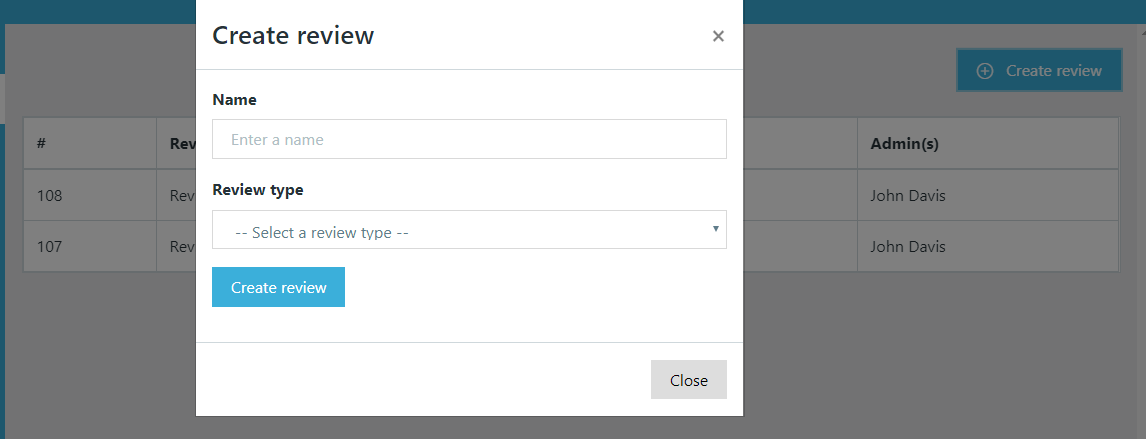 Create review ×
Name
Enter a name
Review type
-- Select a review type --
Create review
Close
Create review
# Rev Admin(s)
108 Rev John Davis
107 Rev John Davis